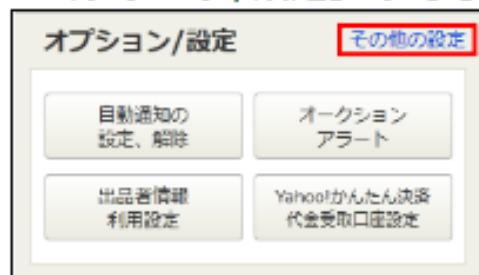 オプション/設定
その他の設定
自動通知の
設定、解除
オークション
アラート
出品者情報
利用設定
Yahoo!かんたん決済
代金受取口座設定